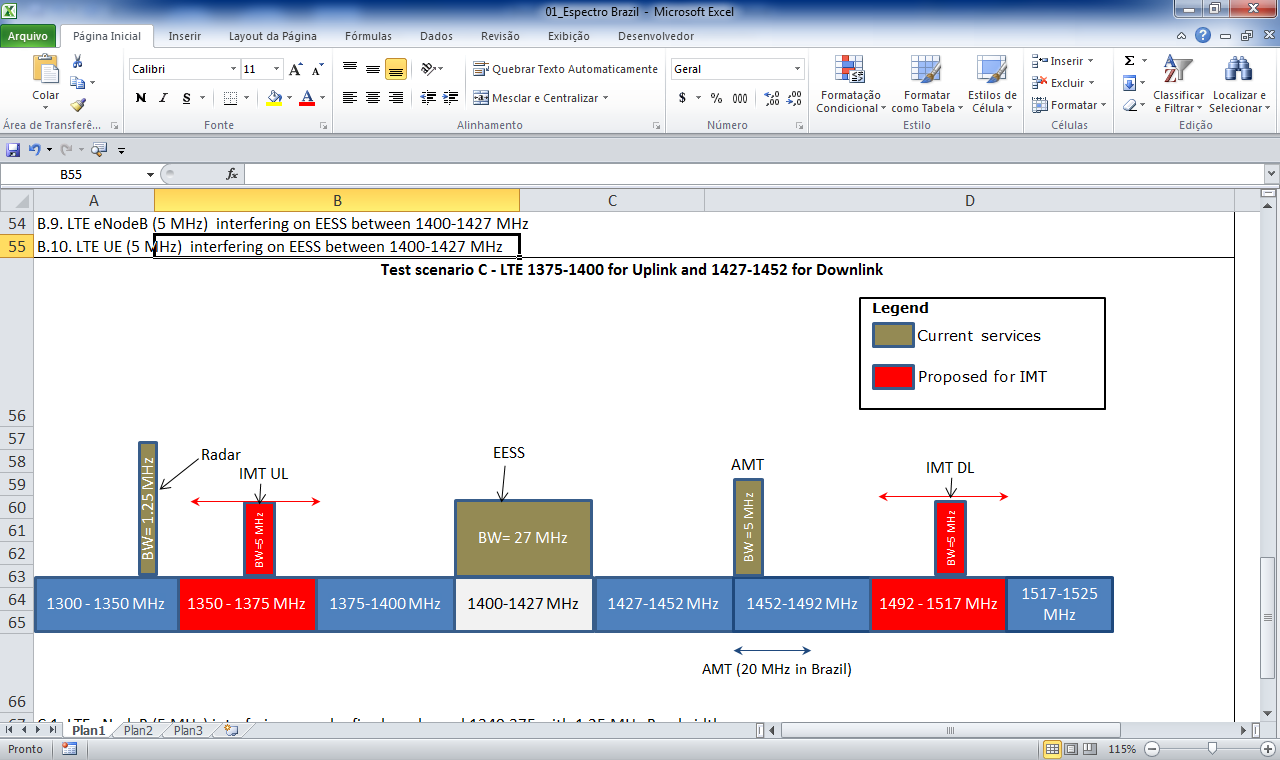 01_Espectro Brazil - Microsoft Excel
Arquivo Página Inicial Inserir Layout da Página Fórmulas Dados Revisão Exibição Desenvolvedor
Colar
Área de Transferê...
Calibri 11
N I S
Fonte
Quebrar Texto Automaticamente
Mesclar e Centralizar
Alinhamento
Geral
$ % 000
Número
Formatação Condicional
Formatar como Tabela
Estilos de Célula
Estilo
Inserir
Excluir
Formatar
Células
Classificar e Filtrar
Localizar e Selecionar
Edição
B55
fx
A B C D
54 B.9. LTE eNodeB (5 MHz) interfering on EESS between 1400-1427 MHz
55 B.10. LTE UE (5 MHz) interfering on EESS between 1400-1427 MHz
Test scenario C - LTE 1375-1400 for Uplink and 1427-1452 for Downlink
Legend
Current services
Proposed for IMT
56
57
58
59
60
61
62
63
64
65
66
Radar
IMT UL
EESS
AMT
IMT DL
BW= 1.25 MHz
BW=5 MHz
BW= 27 MHz
BW = 5 MHz
BW=5 MHz
1300 - 1350 MHz
1350 - 1375 MHz
1375-1400 MHz
1400-1427 MHz
1427-1452 MHz
1452-1492 MHz
1492 - 1517 MHz
1517-1525
MHz
AMT (20 MHz in Brazil)
Plan1 Plan2 Plan3
Pronto
115%